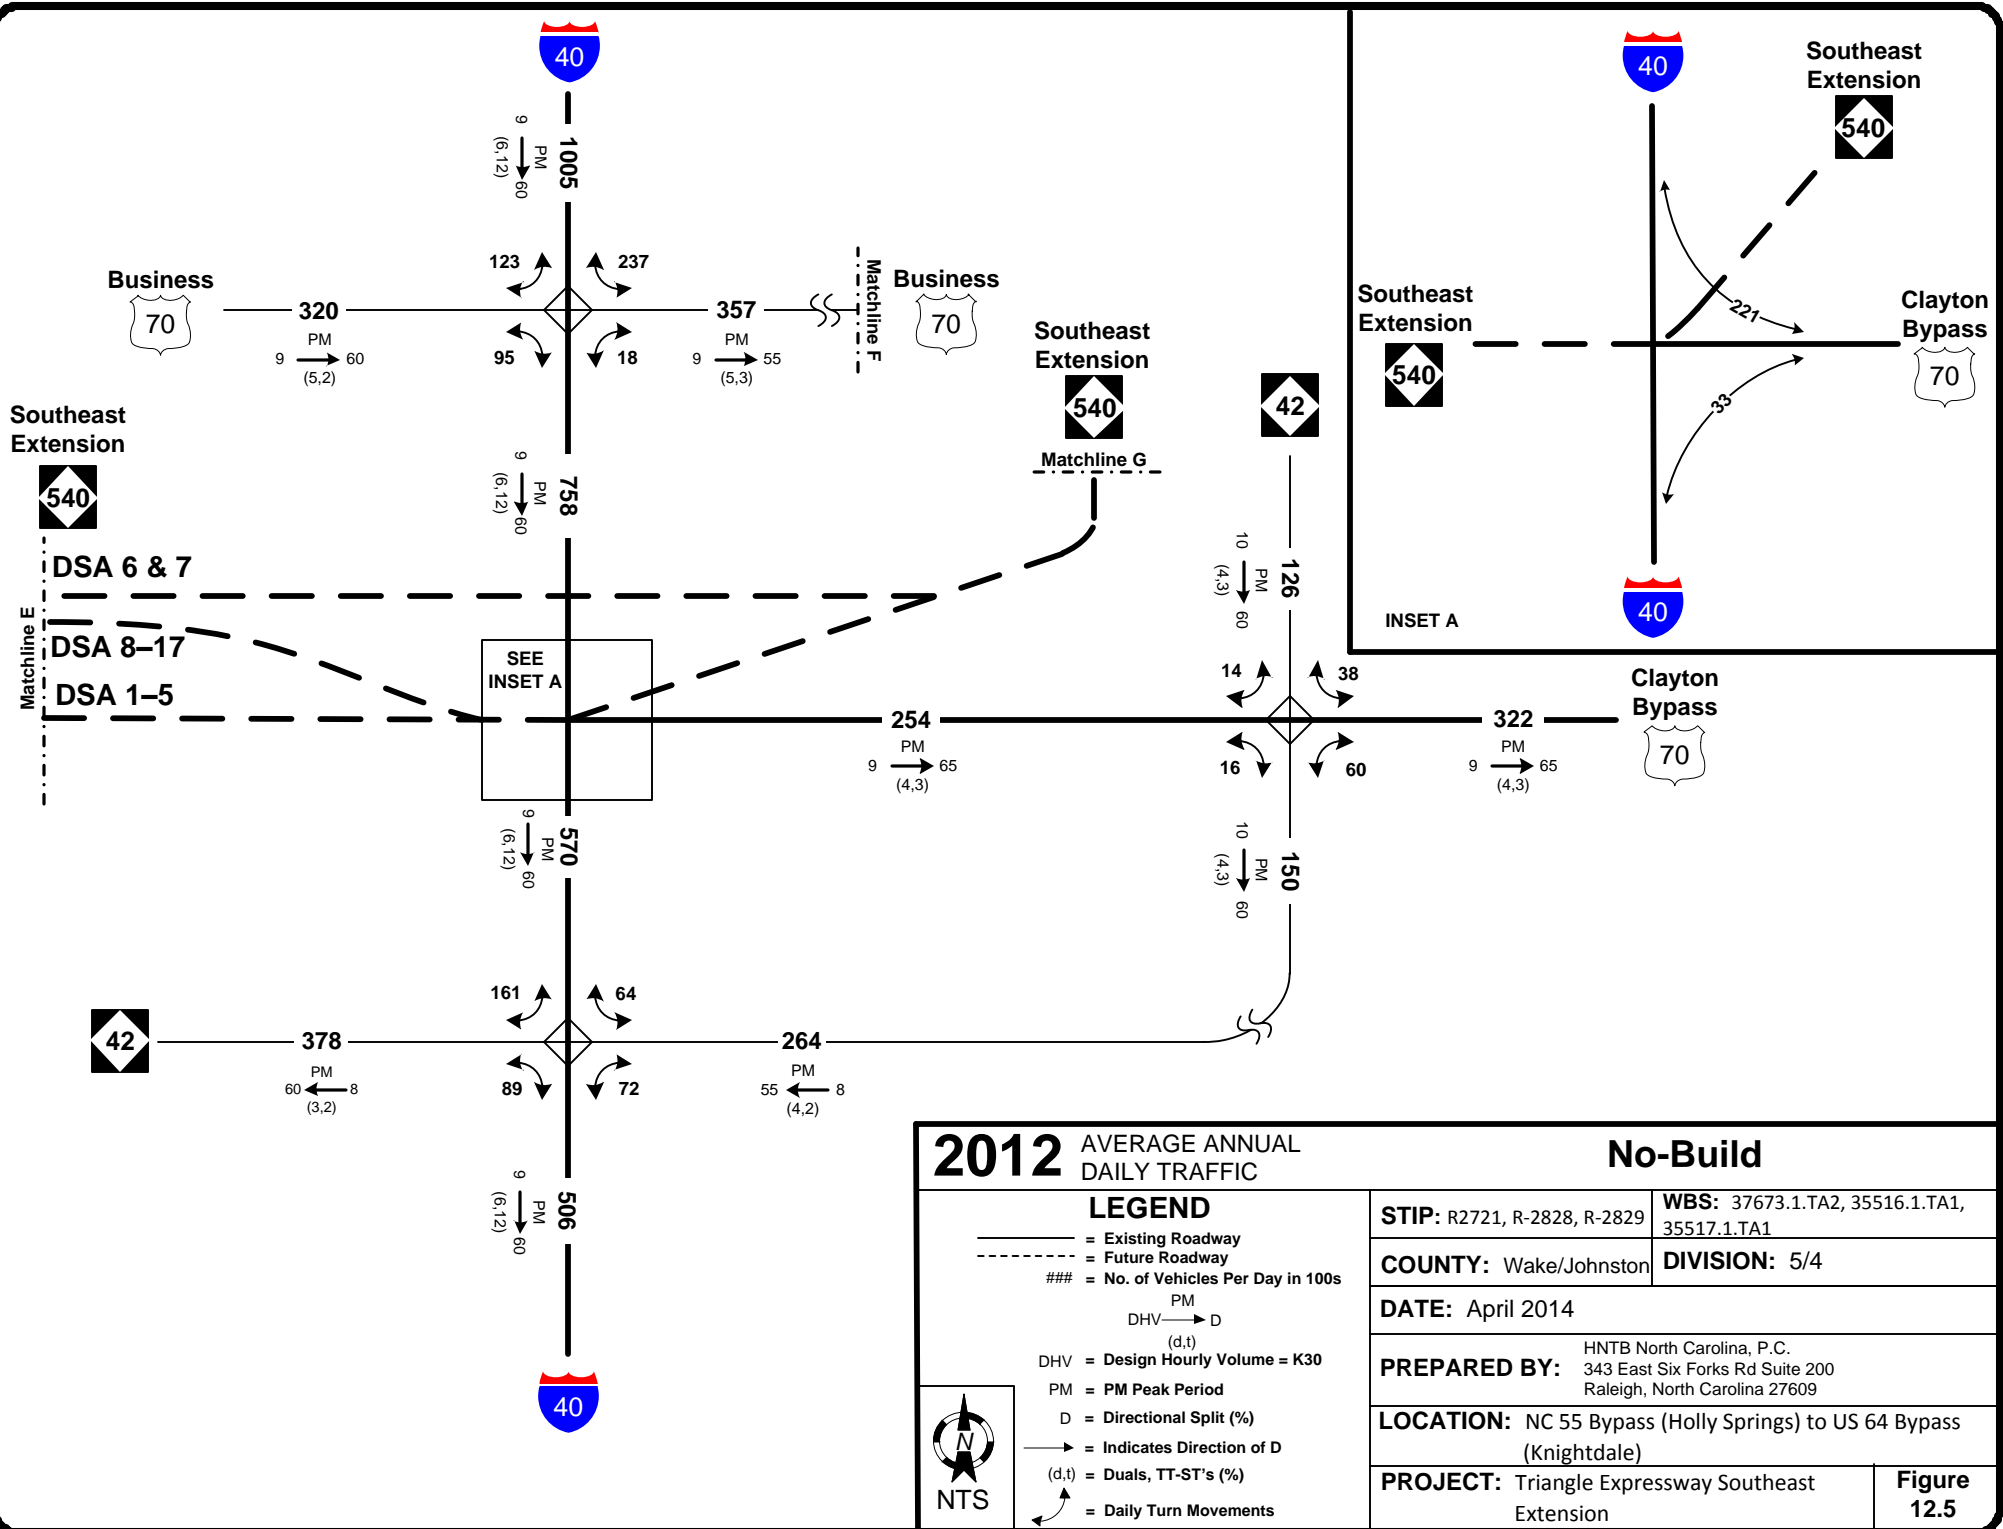 40
1005
9
PM
60
(6,12)
123
237
Business
70
320
PM
9
60
(5,2)
95
18
357
PM
9
55
(5,3)
Matchline F
Business
70
Southeast
Extension
540
Matchline G
42
Southeast
Extension
540
Matchline E
DSA 6 & 7
DSA 8–17
DSA 1–5
758
9
PM
60
(6,12)
SEE
INSET A
254
PM
9
65
(4,3)
126
10
PM
60
(4,3)
14
38
16
60
322
PM
9
65
(4,3)
Clayton
Bypass
70
570
9
PM
60
(6,12)
150
10
PM
60
(4,3)
161
64
89
72
42
378
PM
60
8
(3,2)
264
PM
55
8
(4,2)
506
9
PM
60
(6,12)
40
40
Southeast
Extension
540
Southeast
Extension
540
221
33
Clayton
Bypass
70
40
INSET A
2012 AVERAGE ANNUAL
DAILY TRAFFIC
No-Build
LEGEND
= Existing Roadway
= Future Roadway
### = No. of Vehicles Per Day in 100s
PM
DHV D
(d,t)
DHV = Design Hourly Volume = K30
PM = PM Peak Period
D = Directional Split (%)
= Indicates Direction of D
(d,t) = Duals, TT-ST's (%)
= Daily Turn Movements
N
NTS
STIP: R2721, R-2828, R-2829
WBS: 37673.1.TA2, 35516.1.TA1,
35517.1.TA1
COUNTY: Wake/Johnston
DIVISION: 5/4
DATE: April 2014
PREPARED BY: HNTB North Carolina, P.C.
343 East Six Forks Rd Suite 200
Raleigh, North Carolina 27609
LOCATION: NC 55 Bypass (Holly Springs) to US 64 Bypass
(Knightdale)
PROJECT: Triangle Expressway Southeast
Extension
Figure
12.5